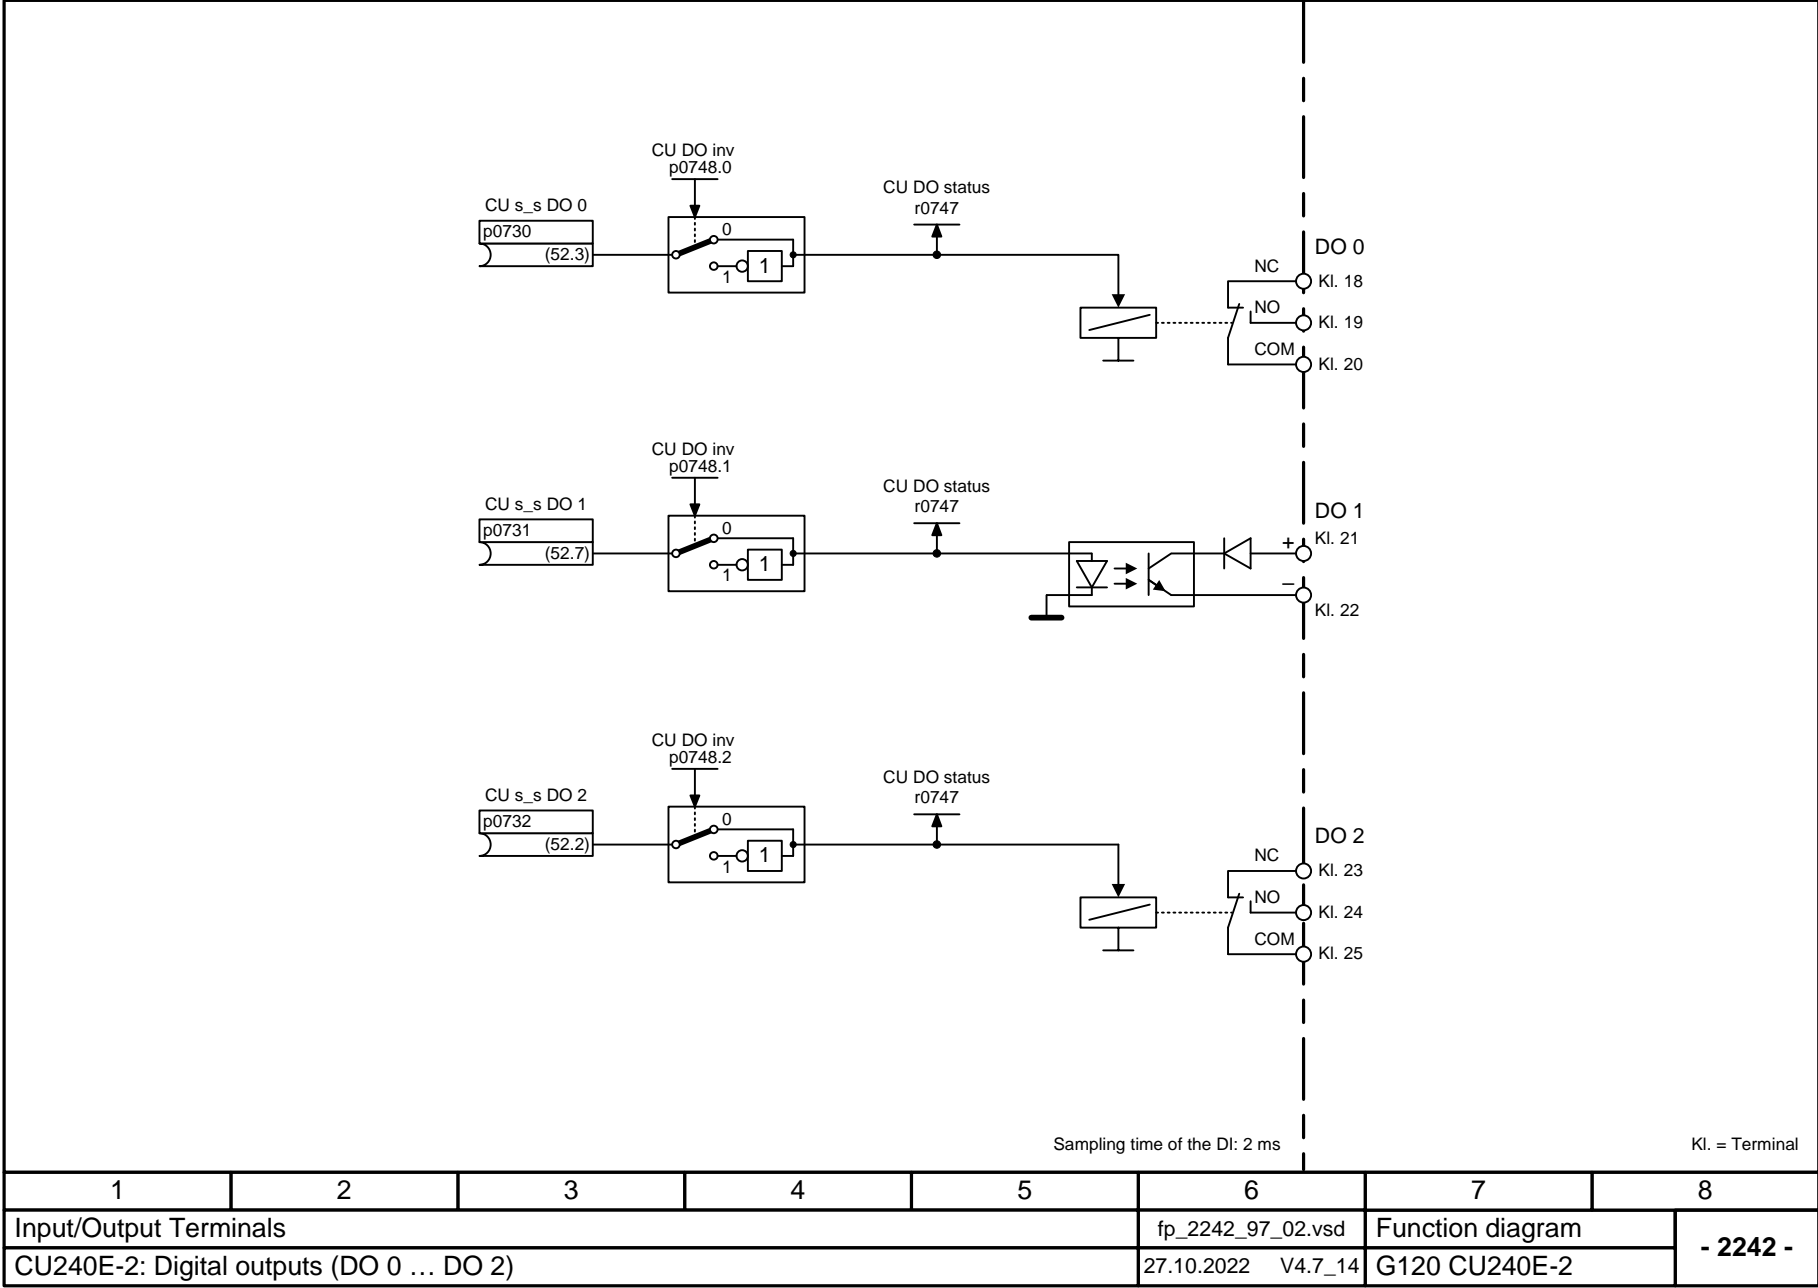 CU DO inv
p0748.0
CU s_s DO 0
p0730
(52.3)
0
1
1
CU DO status
r0747
DO 0
NC
Kl. 18
NO
Kl. 19
COM
Kl. 20
CU DO inv
p0748.1
CU s_s DO 1
p0731
(52.7)
0
1
1
CU DO status
r0747
DO 1
Kl. 21
+
–
Kl. 22
CU DO inv
p0748.2
CU s_s DO 2
p0732
(52.2)
0
1
1
CU DO status
r0747
DO 2
NC
Kl. 23
NO
Kl. 24
COM
Kl. 25
Sampling time of the DI: 2 ms
Kl. = Terminal
1 2 3 4 5 6 7 8
Input/Output Terminals
fp_2242_97_02.vsd
Function diagram
- 2242 -
CU240E-2: Digital outputs (DO 0 … DO 2)
27.10.2022 V4.7_14
G120 CU240E-2